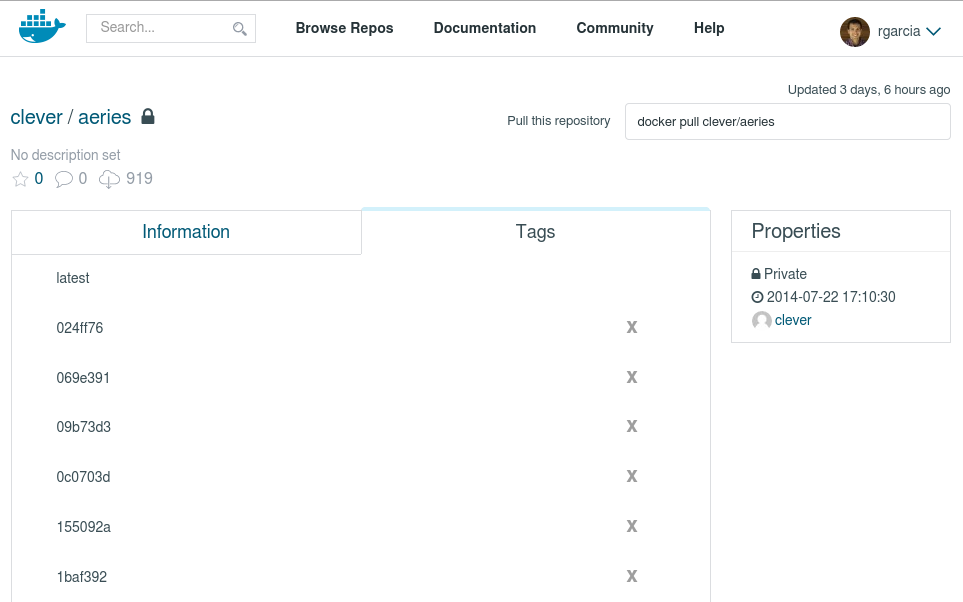 Search... Browse Repos Documentation Community Help rgarcia
Updated 3 days, 6 hours ago
clever / aeries Pull this repository docker pull clever/aeries
No description set
0 0 919
Information Tags Properties
latest
Private
2014-07-22 17:10:30
clever
024ff76 X
069e391 X
09b73d3 X
0c0703d X
155092a X
1baf392 X